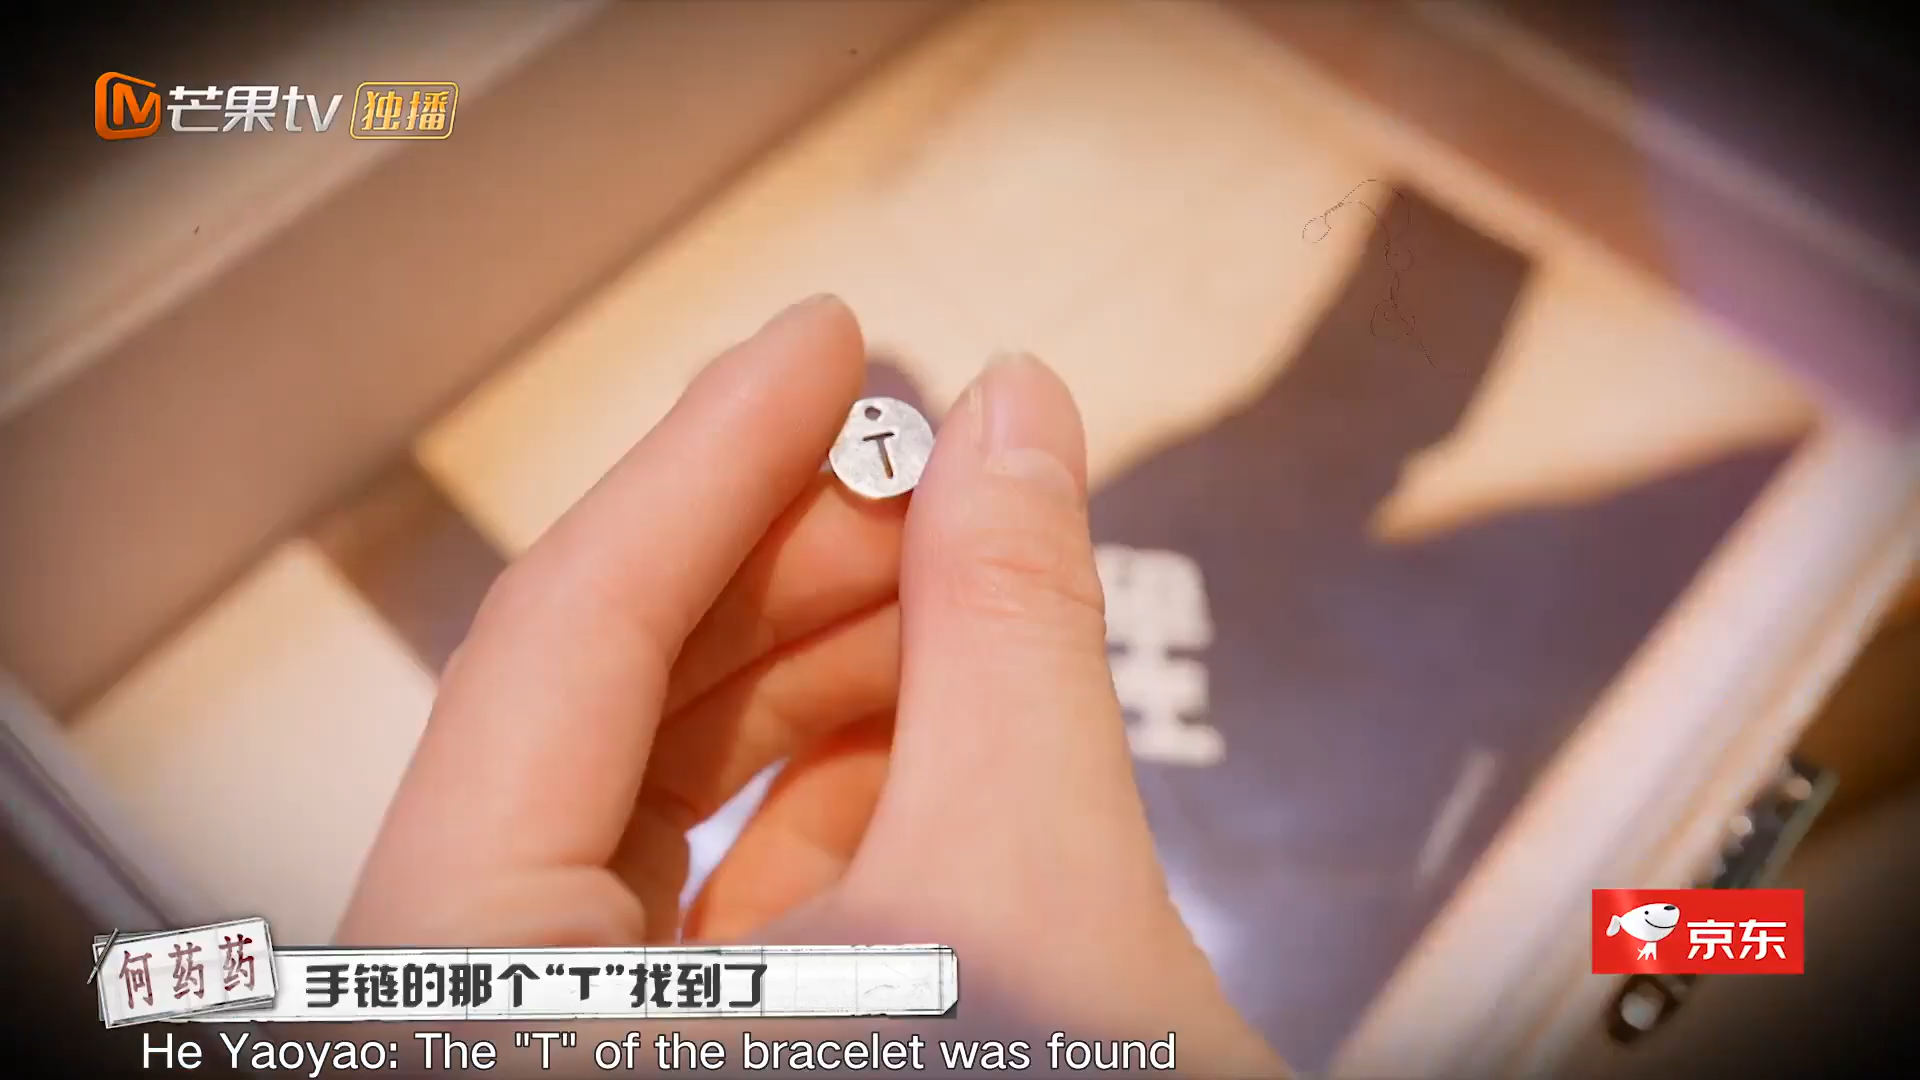 芒果tv 独播
T
京东
何药药
手链的那个“T”找到了
He Yaoyao: The "T" of the bracelet was found